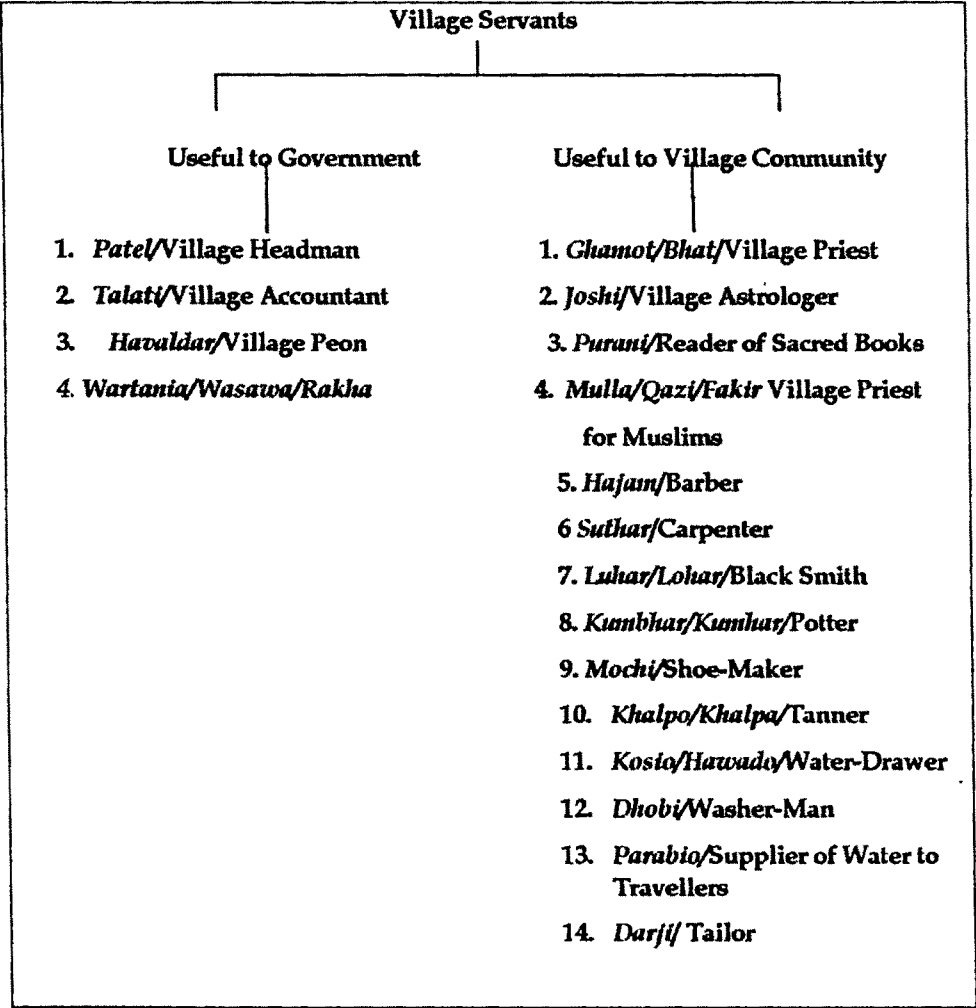 Village Servants
Useful to Government
1. Patel/Village Headman
2. Talati/Village Accountant
3. Havaldar/Village Peon
4. Wartania/Wasawa/Rakha
Useful to Village Community
1. Ghamot/Bhat/Village Priest
2. Joshi/Village Astrologer
3. Purani/Reader of Sacred Books
4. Mulla/Qazi/Fakir Village Priest
for Muslims
5. Hajam/Barber
6 Suthar/Carpenter
7. Luhar/Lohar/Black Smith
8. Kumbhar/Kumhar/Potter
9. Mochi/Shoe-Maker
10. Khalpo/Khalpa/Tanner
11. Kosio/Hawado/Water-Drawer
12. Dhobi/Washer-Man
13. Parabio/Supplier of Water to
Travellers
14. Darji/ Tailor